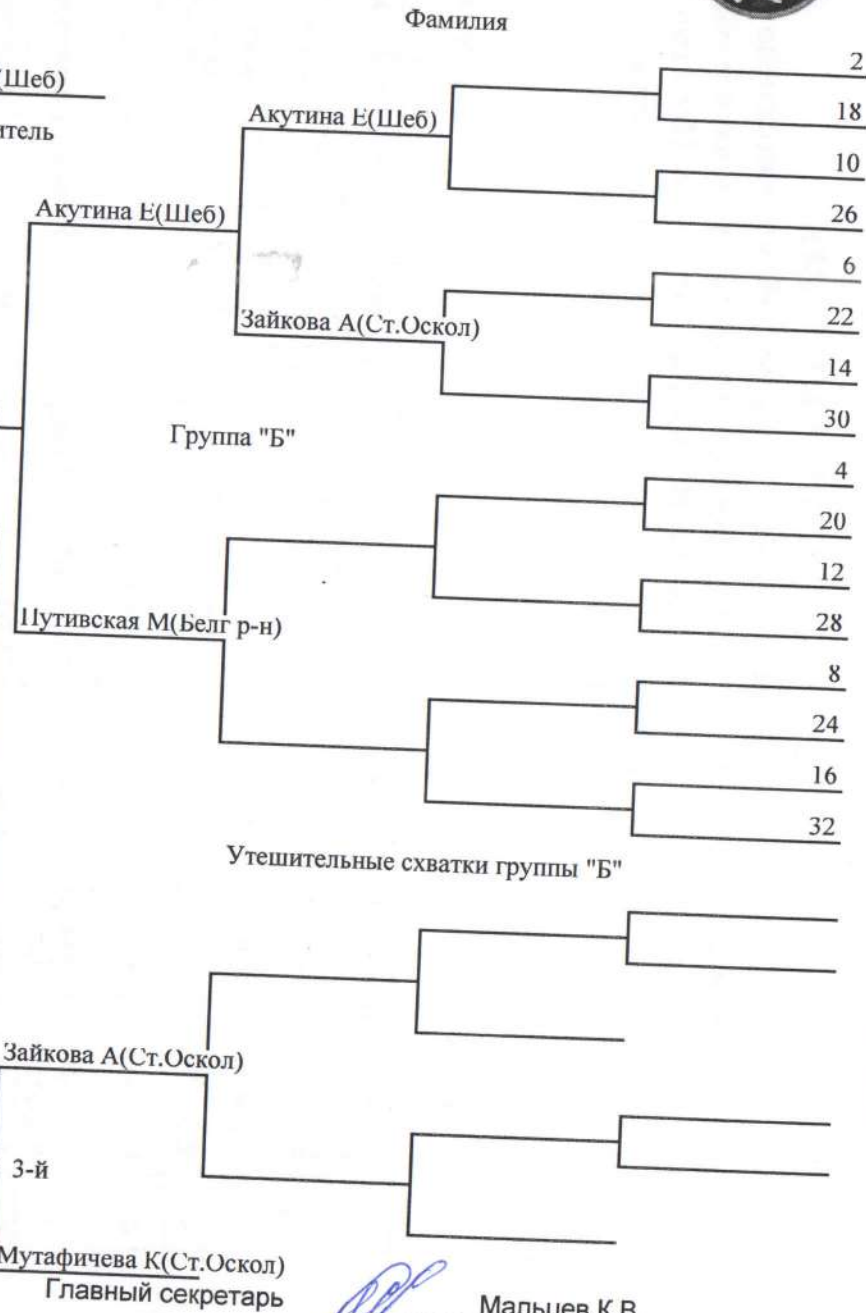 Фамилия
(Шеб)
2
18
итель
Акутина Е(Шеб)
10
26
Акутина Е(Шеб)
6
22
Зайкова А(Ст.Оскол)
14
30
Группа "Б"
4
20
12
28
Путивская М(Белг р-н)
8
24
16
32
Утешительные схватки группы "Б"
Зайкова А(Ст.Оскол)
3-й
Мутафичева К(Ст.Оскол)
Главный секретарь
Мальцев К.В.